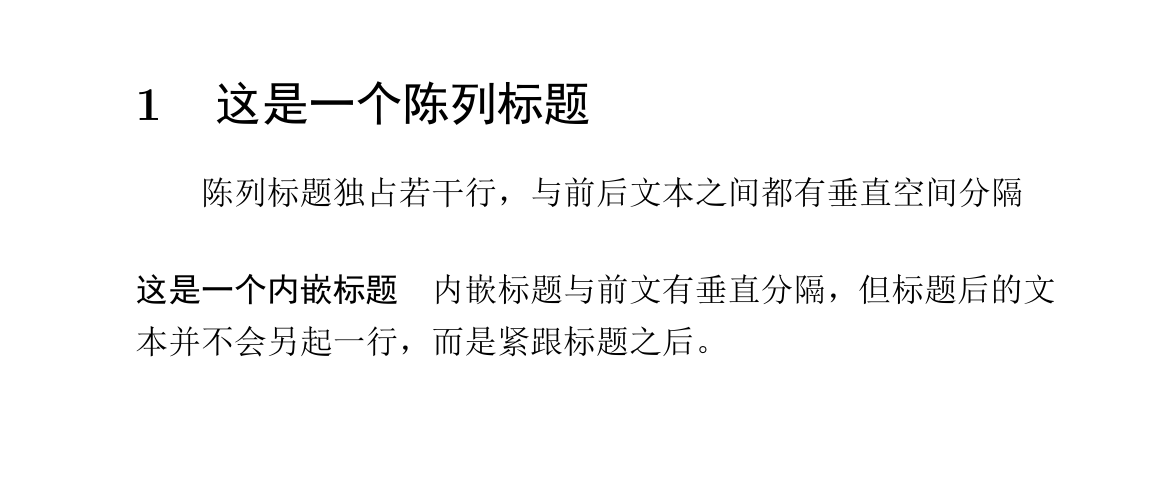 1 这是一个陈列标题
陈列标题独占若干行，与前后文本之间都有垂直空间分隔
这是一个内嵌标题 内嵌标题与前文有垂直分隔，但标题后的文
本并不会另起一行，而是紧跟标题之后。